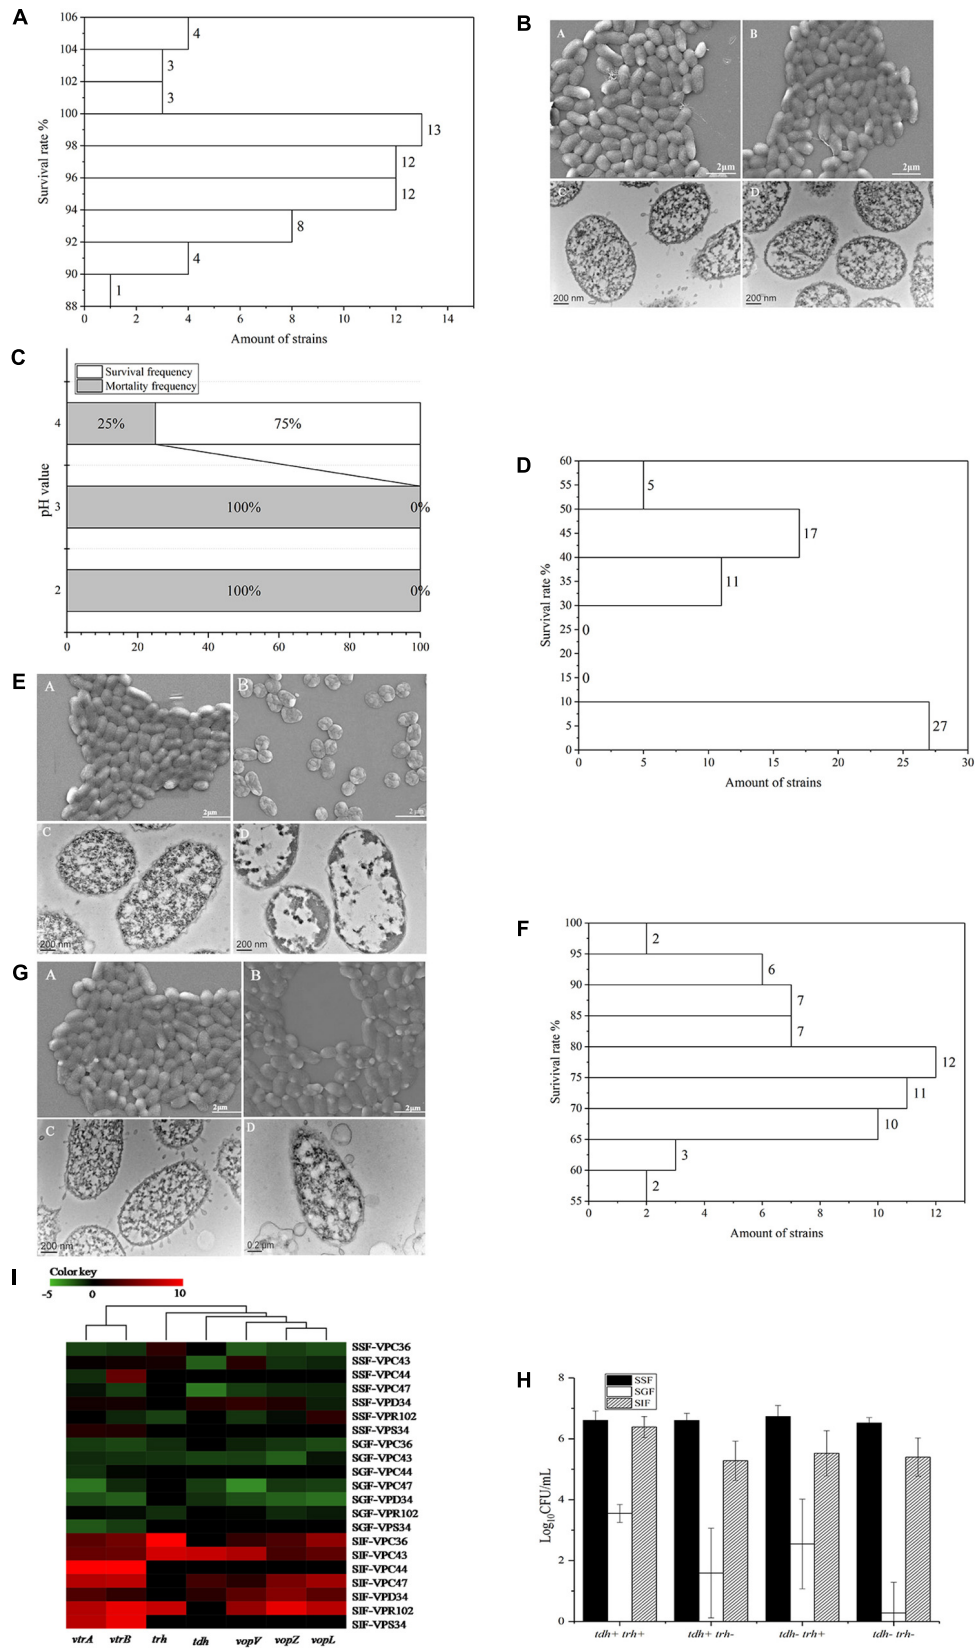 A
106
104
102
100
98
96
94
92
90
88
4
3
3
13
12
12
8
4
1
0 2 4 6 8 10 12 14
Survival rate %
Amount of strains
B
A
B
2μm
2μm
C
D
200 nm
200 nm
C
Survival frequency
Mortality frequency
4
25% 75%
3
100% 0%
2
100% 0%
pH value
0 20 40 60 80 100
D
60
55
50
45
40
35
30
25
20
15
10
5
0
5
17
11
0
0
27
0 5 10 15 20 25 30
Survival rate %
Amount of strains
E
A
B
2μm
2μm
C
D
200 nm
200 nm
F
100
95
90
85
80
75
70
65
60
55
2
6
7
7
12
11
10
3
2
0 2 4 6 8 10 12
Surivival rate %
Amount of strains
G
A
B
2μm
2μm
C
D
200 nm
0.2 μm
I
Color key
-5 0 10
SSF-VPC36
SSF-VPC43
SSF-VPC44
SSF-VPC47
SSF-VPD34
SSF-VPR102
SSF-VPS34
SGF-VPC36
SGF-VPC43
SGF-VPC44
SGF-VPC47
SGF-VPD34
SGF-VPR102
SGF-VPS34
SIF-VPC36
SIF-VPC43
SIF-VPC44
SIF-VPC47
SIF-VPD34
SIF-VPR102
SIF-VPS34
vtrA vtrB trh tdh vopV vopZ vopL
H
SSF
SGF
SIF
8
6
4
2
0
Log10CFU/mL
tdh+ trh+ tdh+ trh- tdh- trh+ tdh- trh-